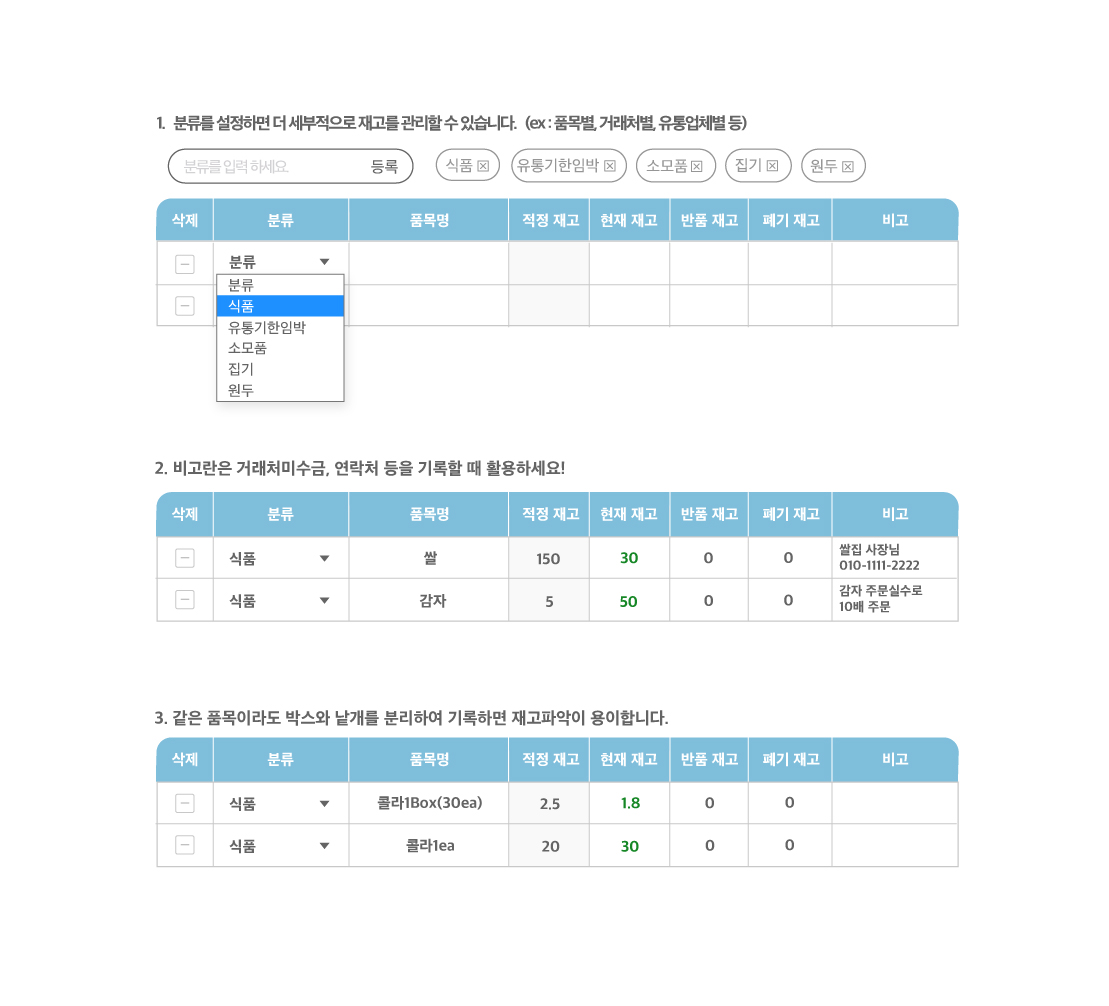 1. 분류를 설정하면 더 세부적으로 재고를 관리할 수 있습니다. (ex : 품목별, 거래처별, 유통업체별 등)
분류를 입력 하세요. 등록 식품 유통기한임박 소모품 집기 원두
삭제 분류 품목명 적정 재고 현재 재고 반품 재고 폐기 재고 비고
분류
분류
식품
유통기한임박
소모품
집기
원두
2. 비고란은 거래처미수금, 연락처 등을 기록할 때 활용하세요!
삭제 분류 품목명 적정 재고 현재 재고 반품 재고 폐기 재고 비고
식품 쌀 150 30 0 0 쌀집 사장님
010-1111-2222
식품 감자 5 50 0 0 감자 주문실수로
10배 주문
3. 같은 품목이라도 박스와 낱개를 분리하여 기록하면 재고파악이 용이합니다.
삭제 분류 품목명 적정 재고 현재 재고 반품 재고 폐기 재고 비고
식품 콜라1Box(30ea) 2.5 1.8 0 0
식품 콜라1ea 20 30 0 0